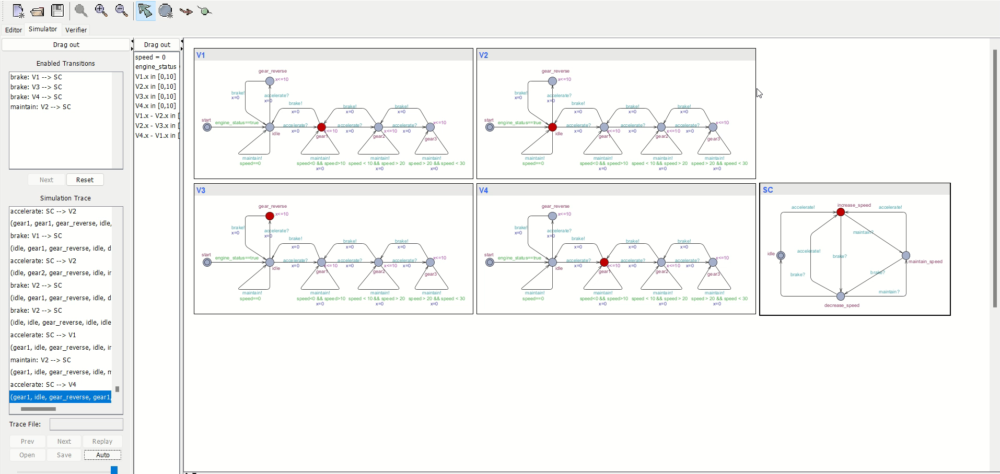 Editor Simulator Verifier
Drag out
Enabled Transitions
brake: V1 --> SC
brake: V3 --> SC
brake: V4 --> SC
maintain: V2 --> SC
Next Reset
Simulation Trace
accelerate: SC --> V2
(gear1, gear1, gear_reverse, idle,
brake: V1 --> SC
(idle, gear1, gear_reverse, idle, d
accelerate: SC --> V2
(idle, gear2, gear_reverse, idle, in
brake: V2 --> SC
(idle, gear1, gear_reverse, idle, d
brake: V2 --> SC
(idle, idle, gear_reverse, idle, idle
accelerate: SC --> V1
(gear1, idle, gear_reverse, idle, in
maintain: V2 --> SC
(gear1, idle, gear_reverse, idle, m
accelerate: SC --> V4
(gear1, idle, gear_reverse, gear1,
Trace File:
Prev Next Replay
Open Save Auto
Drag out
speed = 0
engine_status =
V1.x in [0,10]
V2.x in [0,10]
V3.x in [0,10]
V4.x in [0,10]
V1.x - V2.x in [
V2.x - V3.x in [
V4.x - V1.x in [
V1
gear_reverse
x<=10
brake!
x=0
accelerate?
x=0
brake! brake! brake!
x=0 x=0 x=0
start
engine_status==true
accelerate? accelerate? accelerate?
x=0 x=0 x=0
x<=10 x<=10 x<=10
idle gear1 gear2 gear3
maintain! maintain! maintain! maintain!
speed==0 speed<0 && speed>10 speed < 10 && speed > 20 speed > 20 && speed < 30
x=0 x=0 x=0
V2
gear_reverse
x<=10
brake!
x=0
accelerate?
x=0
brake! brake! brake!
x=0 x=0 x=0
start
engine_status==true
accelerate? accelerate? accelerate?
x=0 x=0 x=0
x<=10 x<=10 x<=10
idle gear1 gear2 gear3
maintain! maintain! maintain! maintain!
speed==0 speed<0 && speed>10 speed < 10 && speed > 20 speed > 20 && speed < 30
x=0 x=0 x=0
V3
gear_reverse
x<=10
brake!
x=0
accelerate?
x=0
brake! brake! brake!
x=0 x=0 x=0
start
engine_status==true
accelerate? accelerate? accelerate?
x=0 x=0 x=0
x<=10 x<=10 x<=10
idle gear1 gear2 gear3
maintain! maintain! maintain! maintain!
speed==0 speed<0 && speed>10 speed < 10 && speed > 20 speed > 20 && speed < 30
x=0 x=0 x=0
V4
gear_reverse
x<=10
brake!
x=0
accelerate?
x=0
brake! brake! brake!
x=0 x=0 x=0
start
engine_status==true
accelerate? accelerate? accelerate?
x=0 x=0 x=0
x<=10 x<=10 x<=10
idle gear1 gear2 gear3
maintain! maintain! maintain! maintain!
speed==0 speed<0 && speed>10 speed < 10 && speed > 20 speed > 20 && speed < 30
x=0 x=0 x=0
SC
increase_speed
accelerate! accelerate!
maintain?
accelerate!
idle
brake?
maintain_speed
brake? brake?
maintain?
decrease_speed